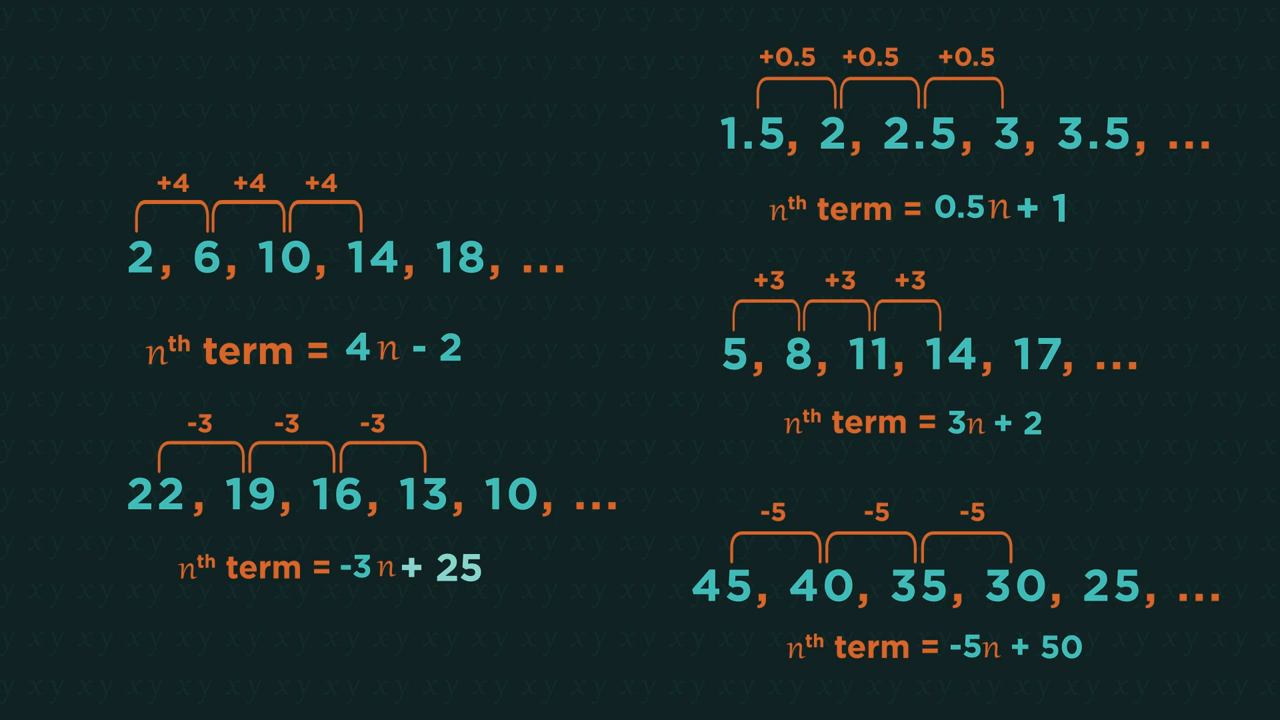 +4 +4 +4
2, 6, 10, 14, 18, ...
nth term = 4n - 2
-3 -3 -3
22, 19, 16, 13, 10, ...
nth term = -3n + 25
+0.5 +0.5 +0.5
1.5, 2, 2.5, 3, 3.5, ...
nth term = 0.5n + 1
+3 +3 +3
5, 8, 11, 14, 17, ...
nth term = 3n + 2
-5 -5 -5
45, 40, 35, 30, 25, ...
nth term = -5n + 50